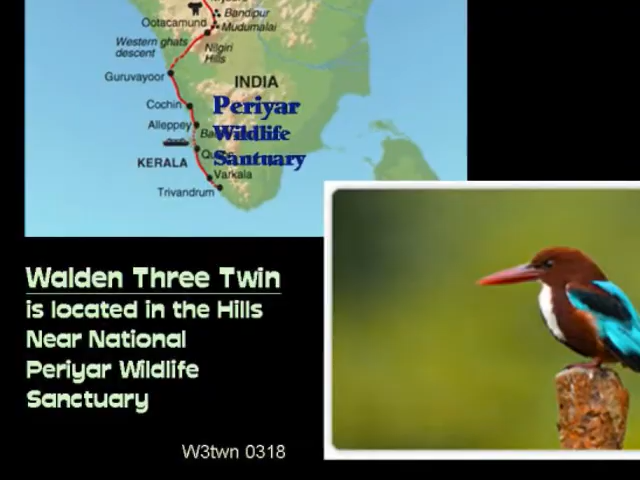 Bandipur
Ootacamund
Mudumalai
Western ghats
descent
Nilgiri
Hills
Guruvayoor
INDIA
Periyar
Cochin
Alleppey
Wildlife
Santuary
KERALA
Varkala
Trivandrum
Walden Three Twin
is located in the Hills
Near National
Periyar Wildlife
Sanctuary
W3twn 0318